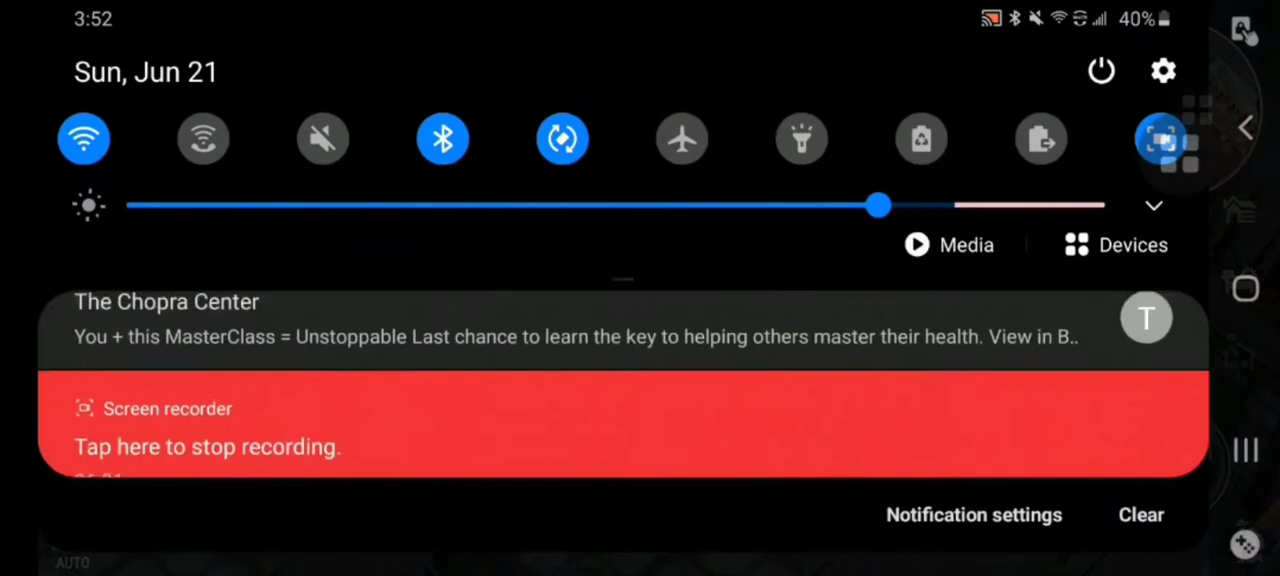 3:52
40%
Sun, Jun 21
Media
Devices
The Chopra Center
T
You + this MasterClass = Unstoppable Last chance to learn the key to helping others master their health. View in B..
Screen recorder
Tap here to stop recording.
Notification settings
Clear
AUTO